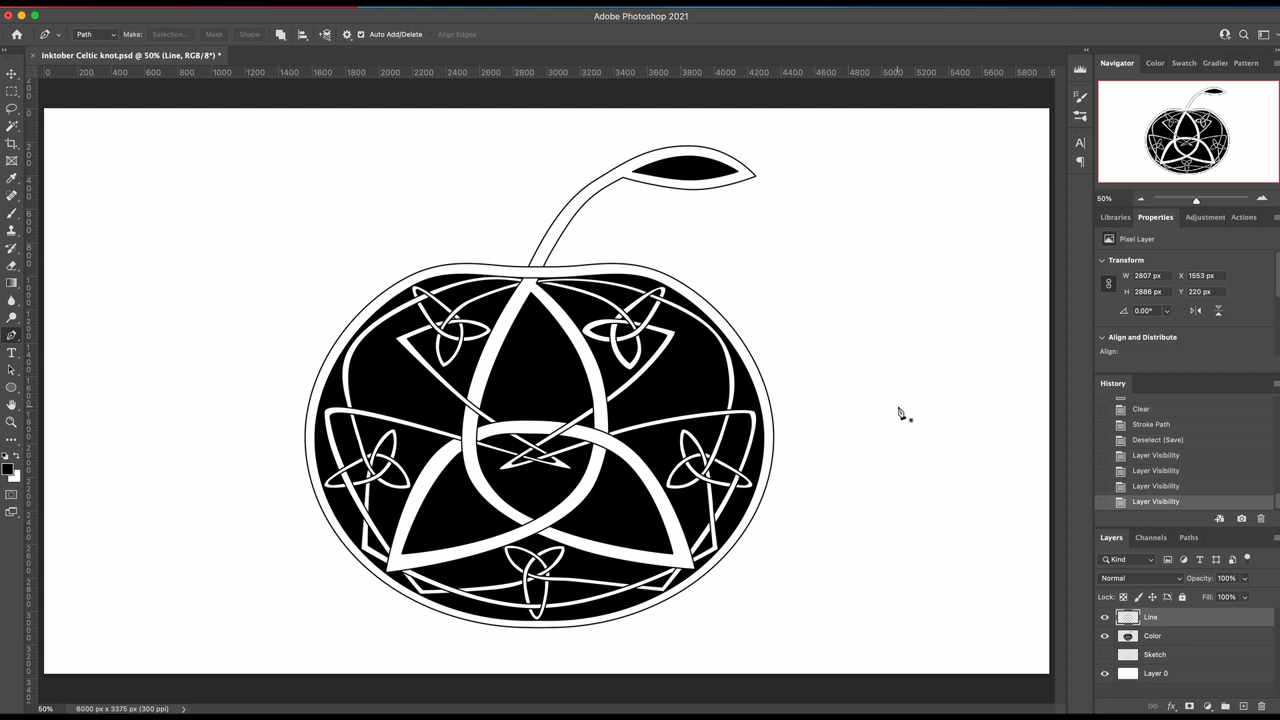 Adobe Photoshop 2021
Path Make: Selection... Mask Shape Auto Add/Delete Align Edges
× Inktober Celtic knot.psd @ 50% (Line, RGB/8*) *
0 200 400 600 800 1000 1200 1400 1600 1800 2000 2200 2400 2600 2800 3000 3200 3400 3600 3800 4000 4200 4400 4600 4800 5000 5200 5400 5600 5800 6
Navigator Color Swatch Gradier Pattern
50%
Libraries Properties Adjustment Actions
Pixel Layer
Transform
W 2807 px X 1553 px
H 2886 px Y 220 px
0.00°
Align and Distribute
Align:
History
Clear
Stroke Path
Deselect (Save)
Layer Visibility
Layer Visibility
Layer Visibility
Layer Visibility
Layers Channels Paths
Kind
Normal Opacity: 100%
Lock: Fill: 100%
Line
Color
Sketch
Layer 0
50% 6000 px x 3375 px (300 ppi)